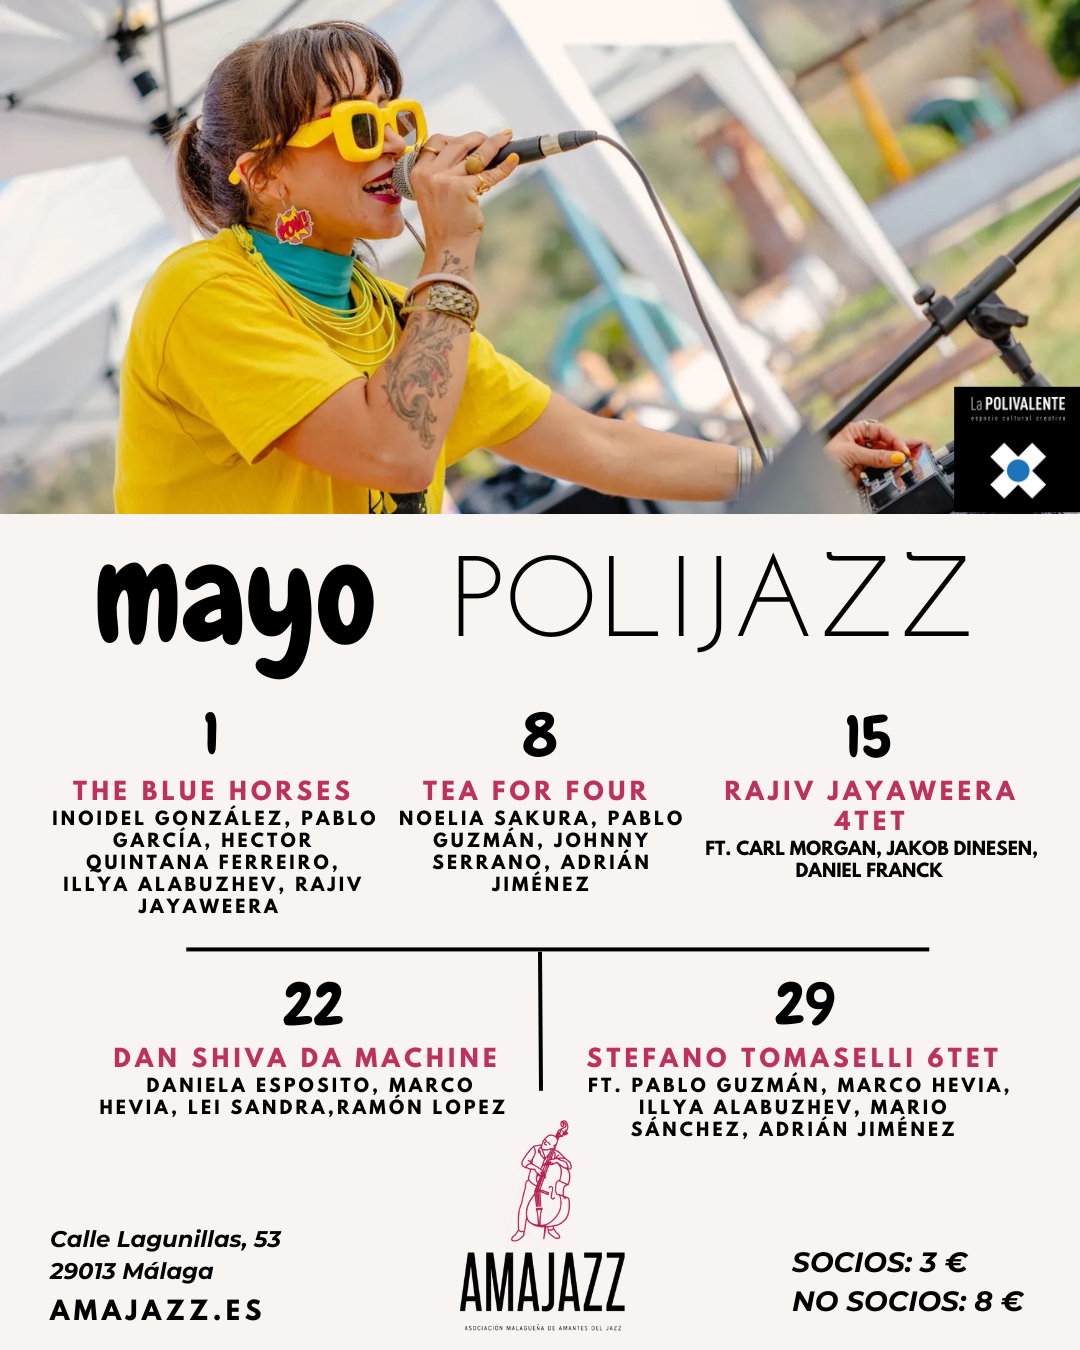 POW!
La POLIVALENTE
espacio cultural creativo
mayo POLIJAZZ
1
THE BLUE HORSES
INOIDEL GONZÁLEZ, PABLO
GARCÍA, HECTOR
QUINTANA FERREIRO,
ILLYA ALABUZHEV, RAJIV
JAYAWEERA
8
TEA FOR FOUR
NOELIA SAKURA, PABLO
GUZMÁN, JOHNNY
SERRANO, ADRIÁN
JIMÉNEZ
15
RAJIV JAYAWEERA
4TET
FT. CARL MORGAN, JAKOB DINESEN,
DANIEL FRANCK
22
DAN SHIVA DA MACHINE
DANIELA ESPOSITO, MARCO
HEVIA, LEI SANDRA,RAMÓN LOPEZ
29
STEFANO TOMASELLI 6TET
FT. PABLO GUZMÁN, MARCO HEVIA,
ILLYA ALABUZHEV, MARIO
SÁNCHEZ, ADRIÁN JIMÉNEZ
Calle Lagunillas, 53
29013 Málaga
AMAJAZZ.ES
AMAJAZZ
ASOCIACIÓN MALAGUEÑA DE AMANTES DEL JAZZ
SOCIOS: 3 €
NO SOCIOS: 8 €